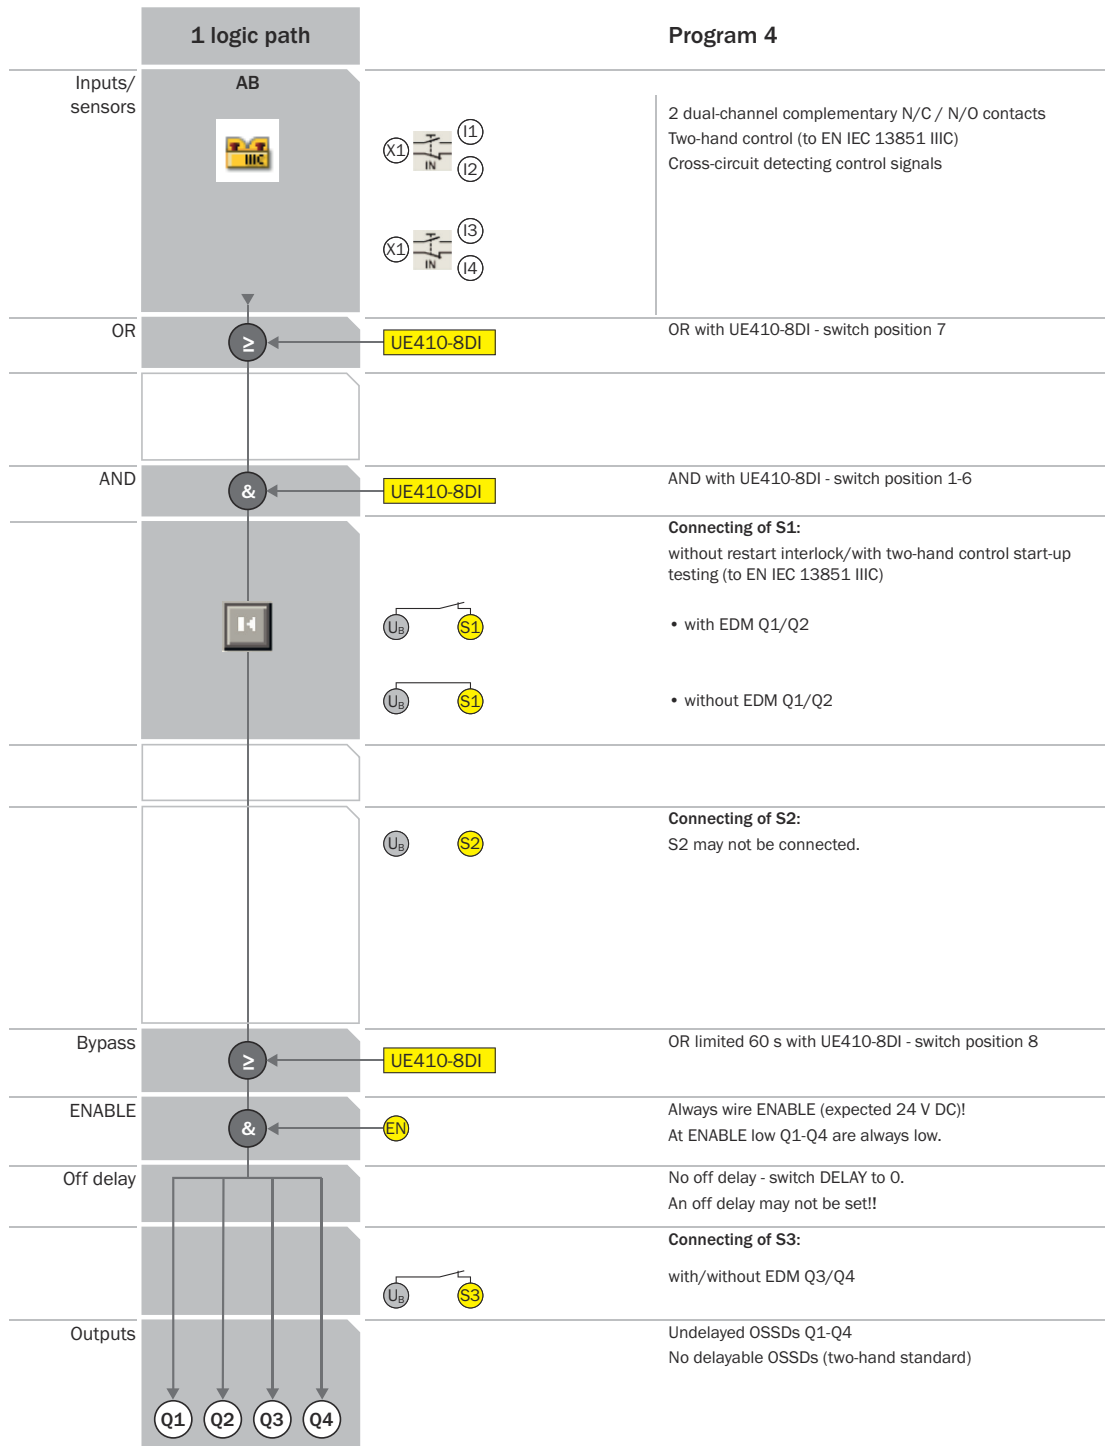 1 logic path
Program 4
Inputs/
sensors
AB
IIIC
X1
I1
I2
IN
X1
I3
I4
IN
2 dual-channel complementary N/C / N/O contacts
Two-hand control (to EN IEC 13851 IIIC)
Cross-circuit detecting control signals
OR
≥
UE410-8DI
OR with UE410-8DI - switch position 7
AND
&
UE410-8DI
AND with UE410-8DI - switch position 1-6
Connecting of S1:
without restart interlock/with two-hand control start-up
testing (to EN IEC 13851 IIIC)
UB
S1
• with EDM Q1/Q2
UB
S1
• without EDM Q1/Q2
Connecting of S2:
UB
S2
S2 may not be connected.
Bypass
≥
UE410-8DI
OR limited 60 s with UE410-8DI - switch position 8
ENABLE
&
EN
Always wire ENABLE (expected 24 V DC)!
At ENABLE low Q1-Q4 are always low.
Off delay
No off delay - switch DELAY to 0.
An off delay may not be set!!
Connecting of S3:
UB
S3
with/without EDM Q3/Q4
Outputs
Undelayed OSSDs Q1-Q4
No delayable OSSDs (two-hand standard)
Q1
Q2
Q3
Q4